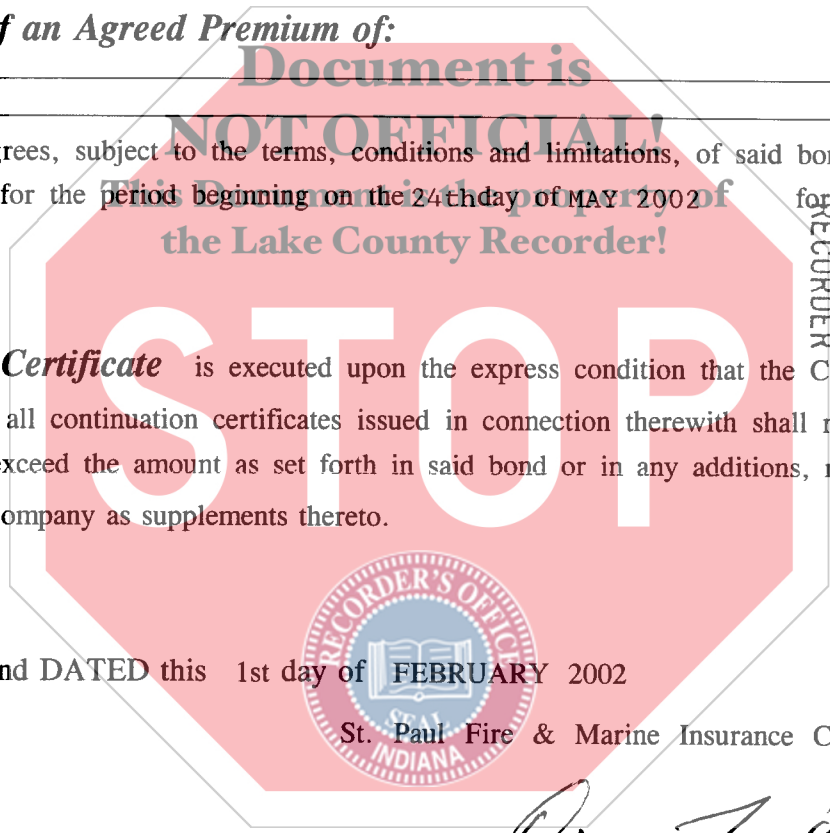 f an Agreed Premium of:
Document is
NOT OFFICIAL!
rees, subject to the terms, conditions and limitations, of said bon
This Document is the property of
for the period beginning on the 24thday of MAY 2002 for
the Lake County Recorder!
RECORDER
STOP
Certificate is executed upon the express condition that the C
all continuation certificates issued in connection therewith shall n
xceed the amount as set forth in said bond or in any additions, r
ompany as supplements thereto.
RECORDER'S OFFICE
nd DATED this 1st day of FEBRUARY 2002
SEAL
St. Paul Fire & Marine Insurance C
INDIANA